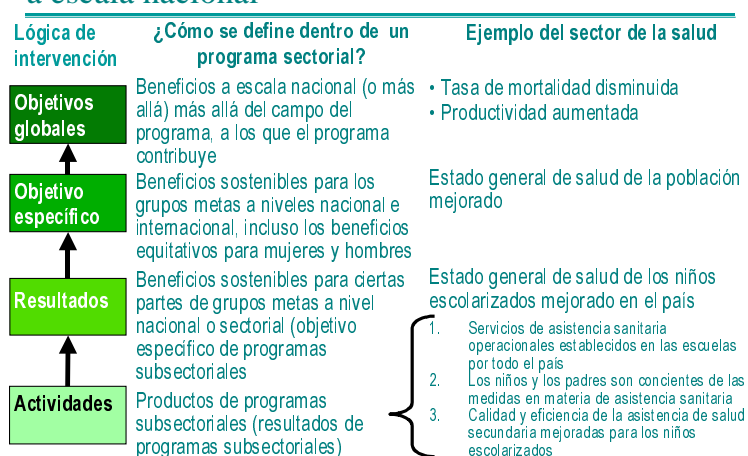 a escala nacional
Lógica de
intervención
¿Cómo se define dentro de un
programa sectorial?
Ejemplo del sector de la salud
Objetivos
globales
Beneficios a escala nacional (o más
allá) más allá del campo del
programa, a los que el programa
contribuye
• Tasa de mortalidad disminuida
• Productividad aumentada
Objetivo
específico
Beneficios sostenibles para los
grupos metas a niveles nacional e
internacional, incluso los beneficios
equitativos para mujeres y hombres
Estado general de salud de la población
mejorado
Resultados
Beneficios sostenibles para ciertas
partes de grupos metas a nivel
nacional o sectorial (objetivo
específico de programas
subsectoriales
Estado general de salud de los niños
escolarizados mejorado en el país
Actividades
Productos de programas
subsectoriales (resultados de
programas subsectoriales)
1. Servicios de asistencia sanitaria
operacionales establecidos en las escuelas
por todo el país
2. Los niños y los padres son concientes de las
medidas en materia de asistencia sanitaria
3. Calidad y eficiencia de la asistencia de salud
secundaria mejoradas para los niños
escolarizados